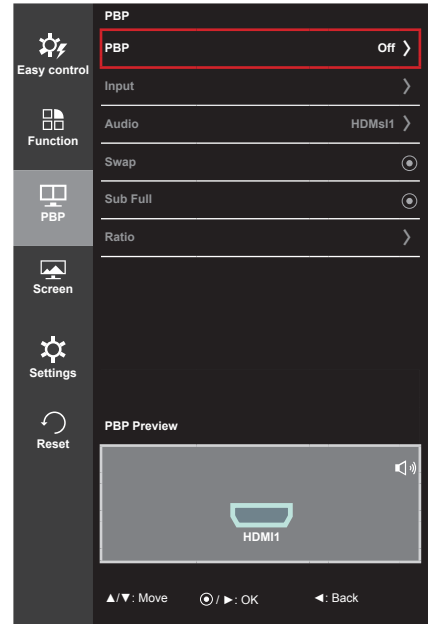 PBP
PBP Off
Easy control
Input
Audio HDMsI1
Function
Swap
Sub Full
PBP
Ratio
Screen
Settings
Reset
PBP Preview
HDMI1
▲/▼: Move ⦿ / ►: OK ◄: Back